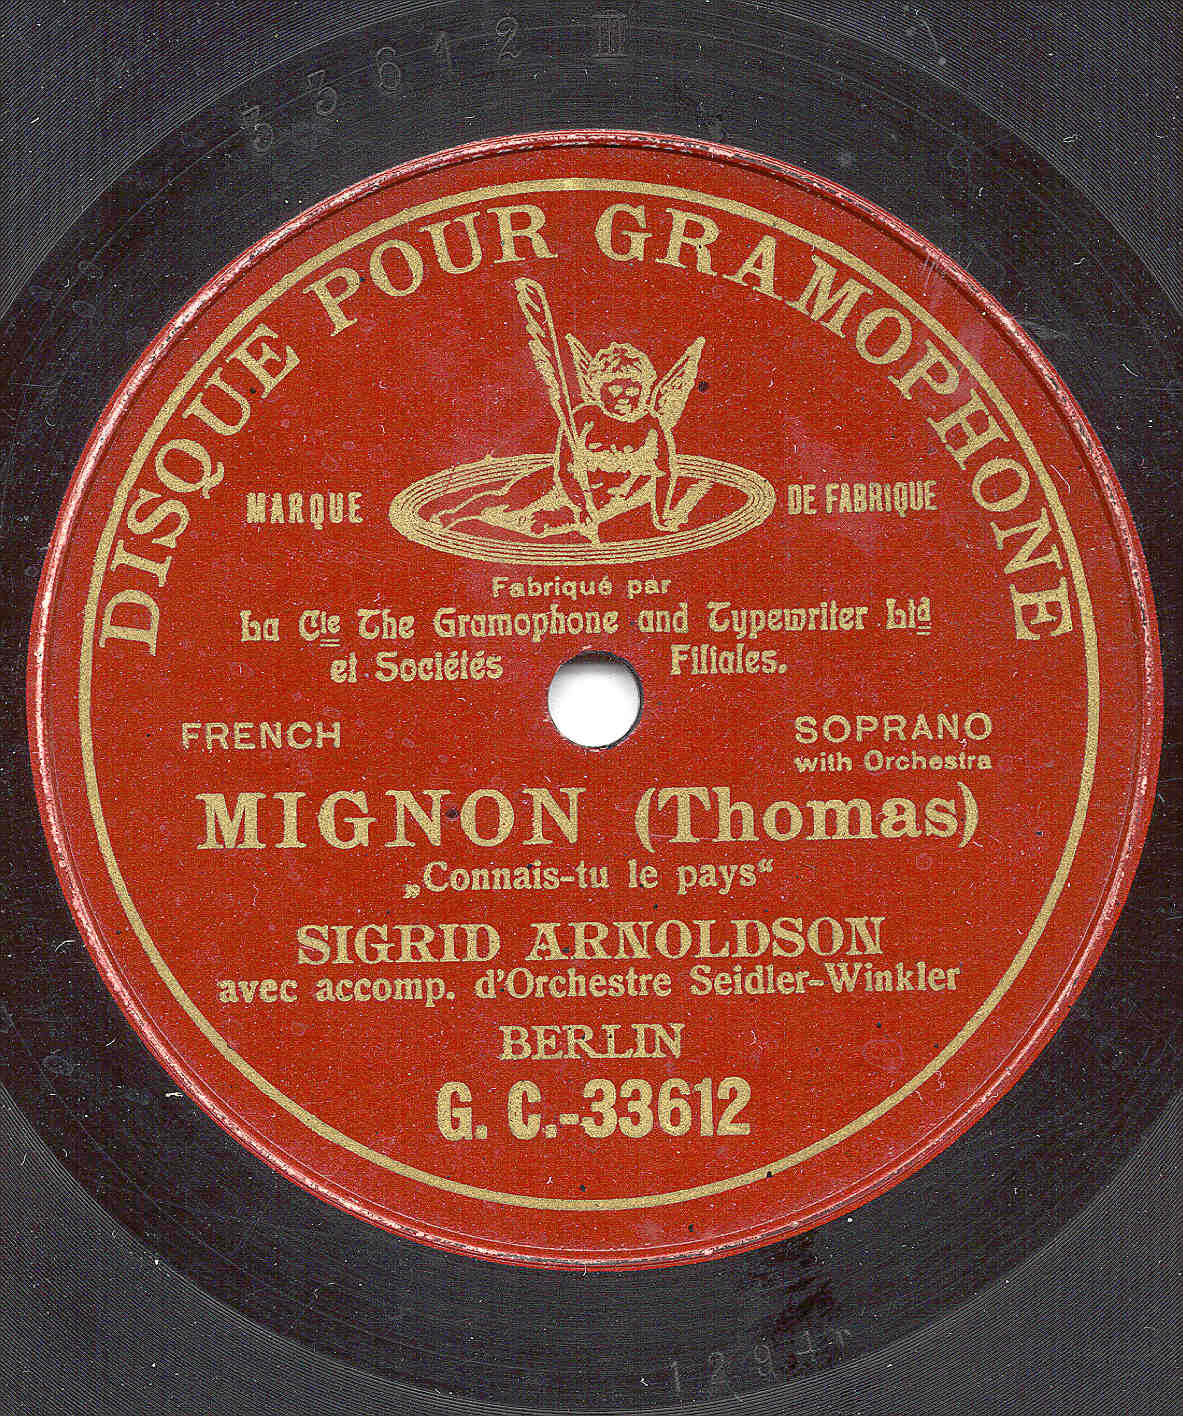 33612 II
DISQUE POUR GRAMOPHONE
MARQUE DE FABRIQUE
Fabriqué par
La Cie The Gramophone and Typewriter Ltd
et Sociétés Filiales.
FRENCH SOPRANO
with Orchestra
MIGNON (Thomas)
„Connais-tu le pays“
SIGRID ARNOLDSON
avec accomp. d'Orchestre Seidler-Winkler
BERLIN
G. C.-33612